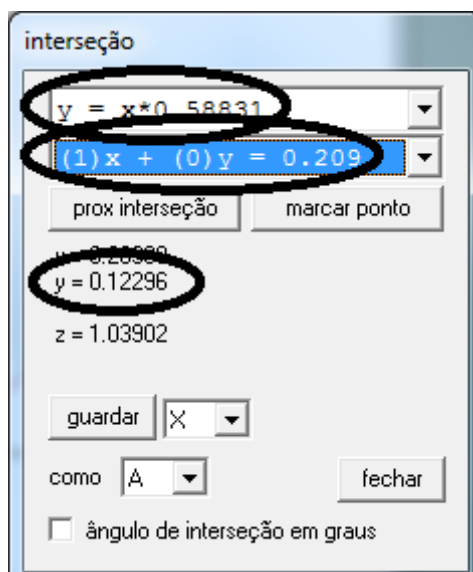 interseção
y = x*0.58831
(1)x + (0)y = 0.209
prox interseção marcar ponto
y = 0.12296
z = 1.03902
guardar X
como A fechar
ângulo de interseção em graus